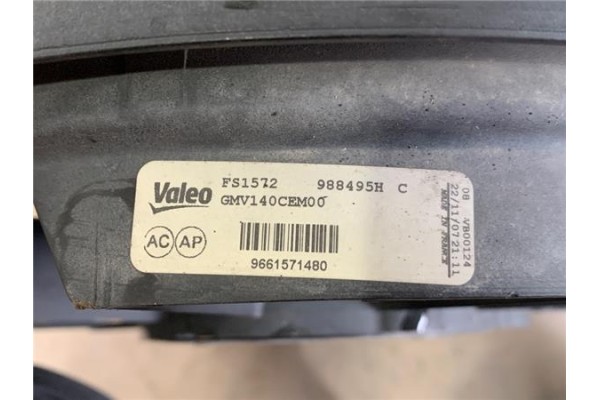 Valeo
FS1572 988495H C
GMV140CEM00
AC AP
9661571480
08 VB00124
22/11/07 21:11
MADE IN FRANCE